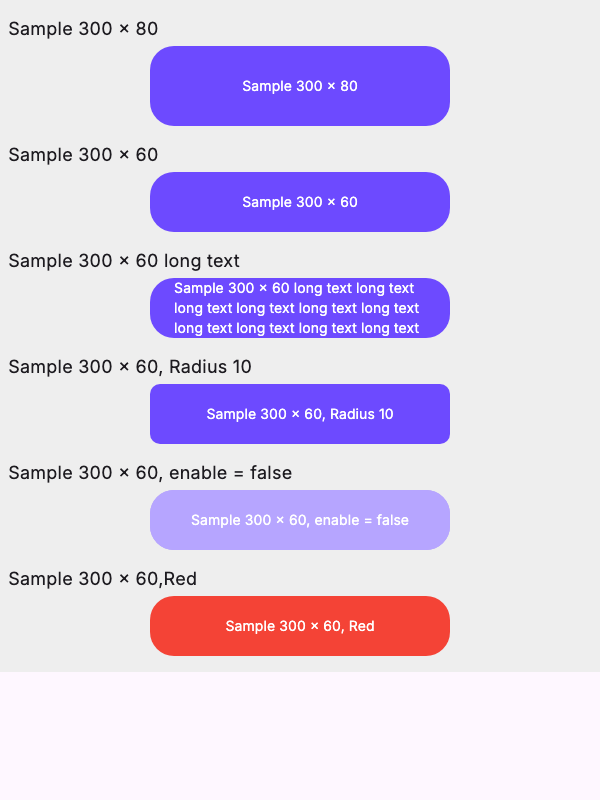 Sample 300 × 80
Sample 300 × 80
Sample 300 × 60
Sample 300 × 60
Sample 300 × 60 long text
Sample 300 × 60 long text long text
long text long text long text long text
long text long text long text long text
Sample 300 × 60, Radius 10
Sample 300 × 60, Radius 10
Sample 300 × 60, enable = false
Sample 300 × 60, enable = false
Sample 300 × 60,Red
Sample 300 × 60, Red